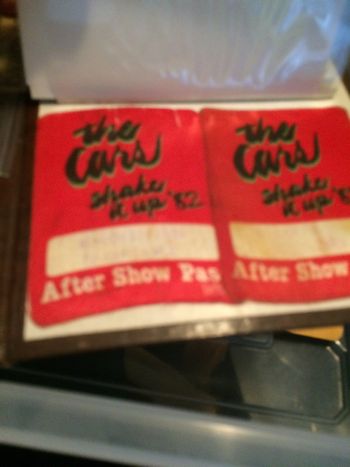 the
Cars
shake
it up '82
After Show Pas
the
Cars
shake
it up '82
After Show